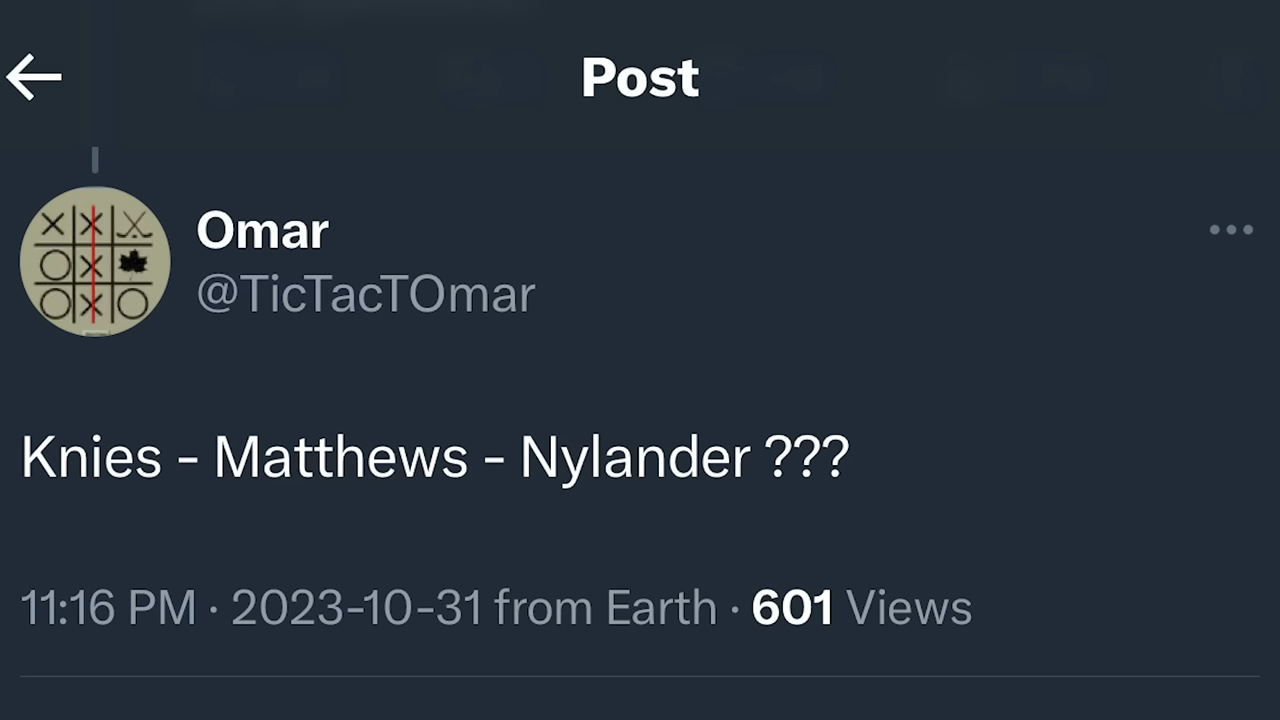 Post
Omar
@TicTacTOmar
Knies - Matthews - Nylander ???
11:16 PM · 2023-10-31 from Earth · 601 Views